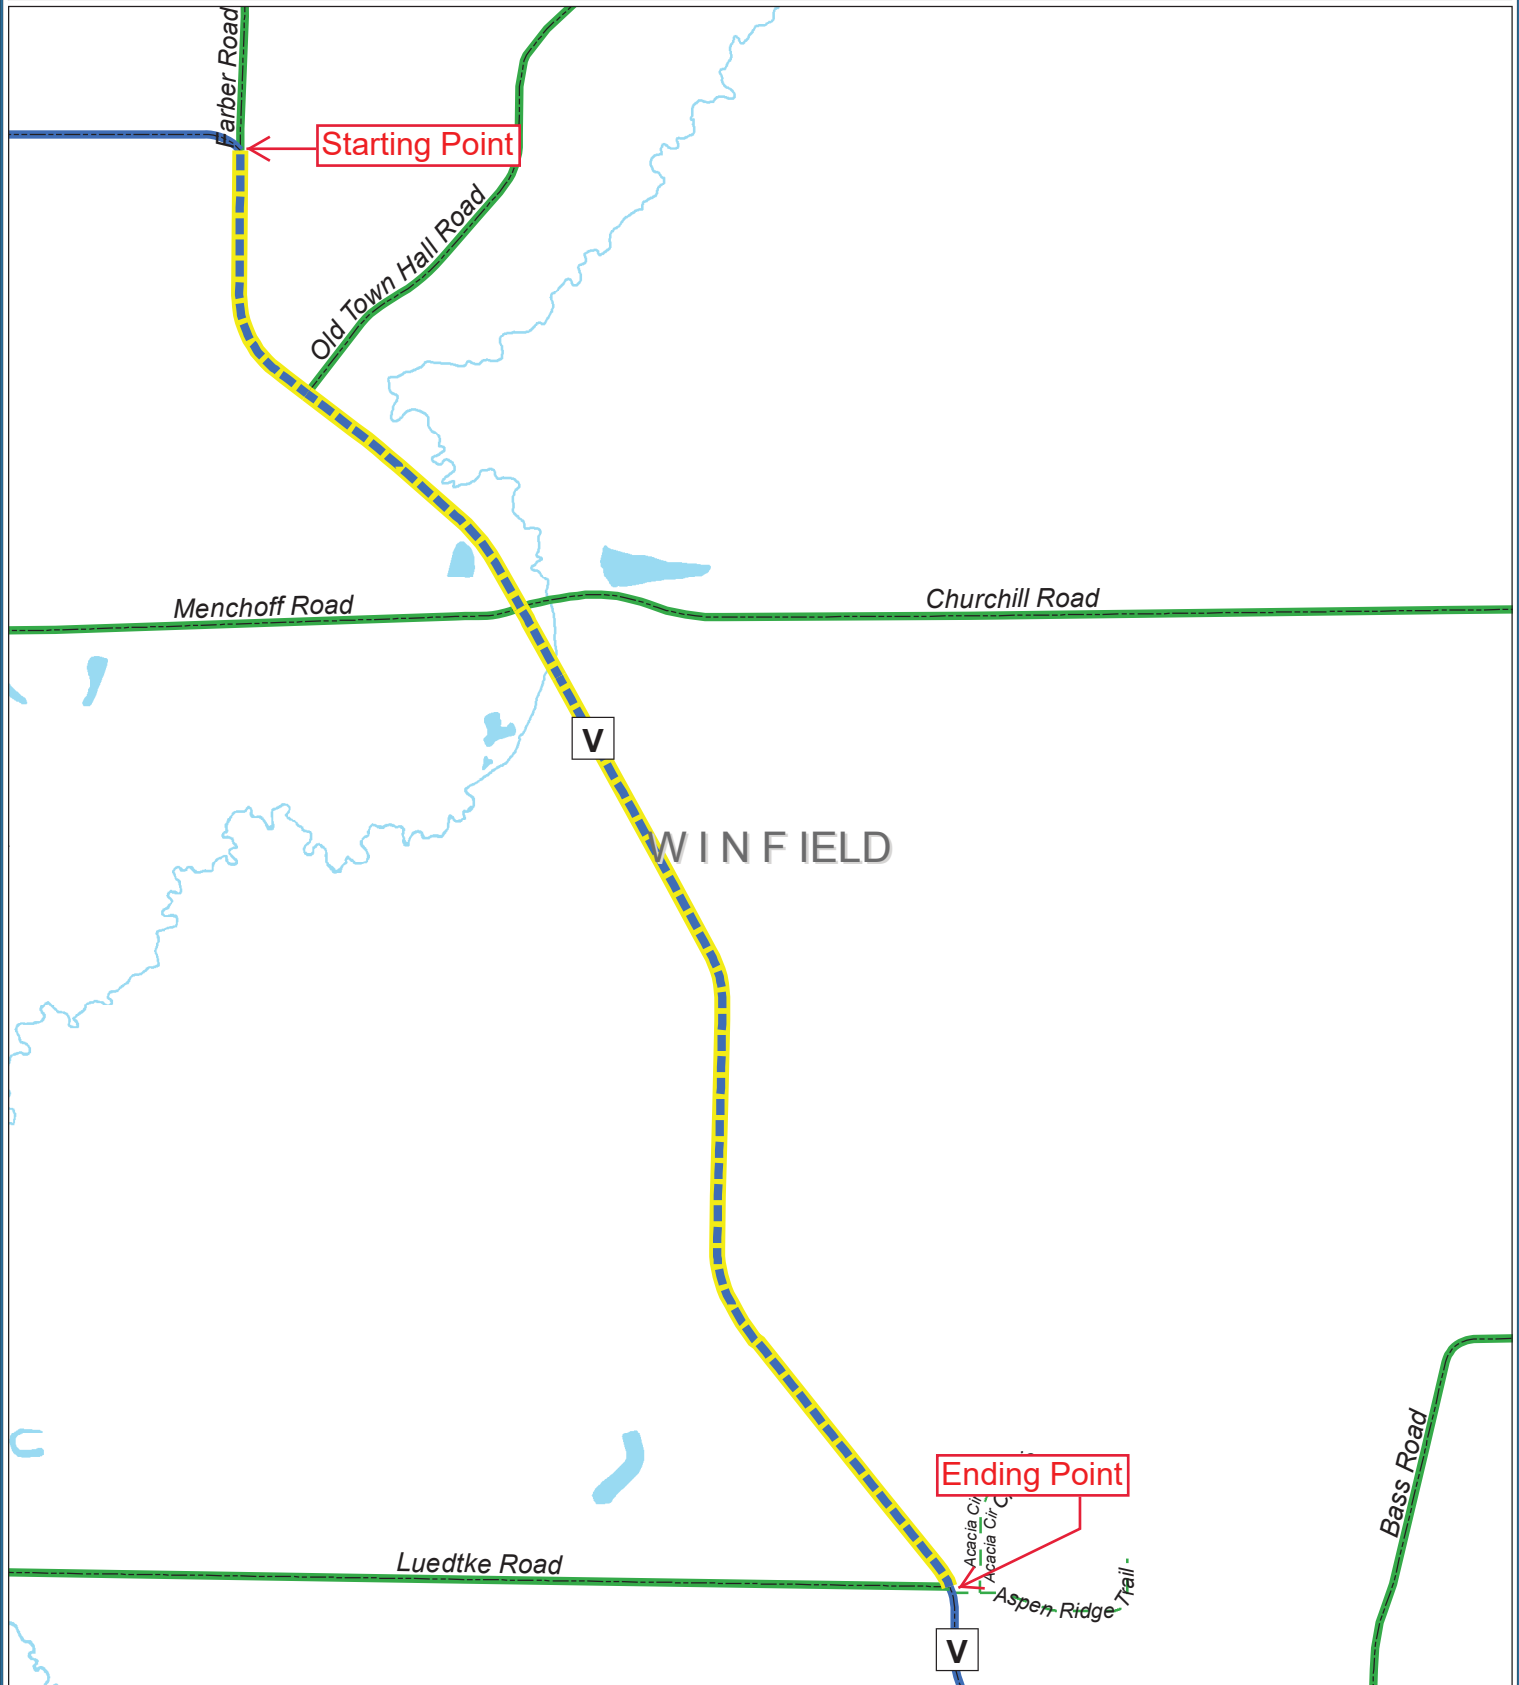 Farber Road
Starting Point
Old Town Hall Road
Menchoff Road
Churchill Road
V
WINFIELD
Bass Road
Ending Point
Acacia Cir
Acacia Cir
Luedtke Road
Aspen Ridge Trail
V